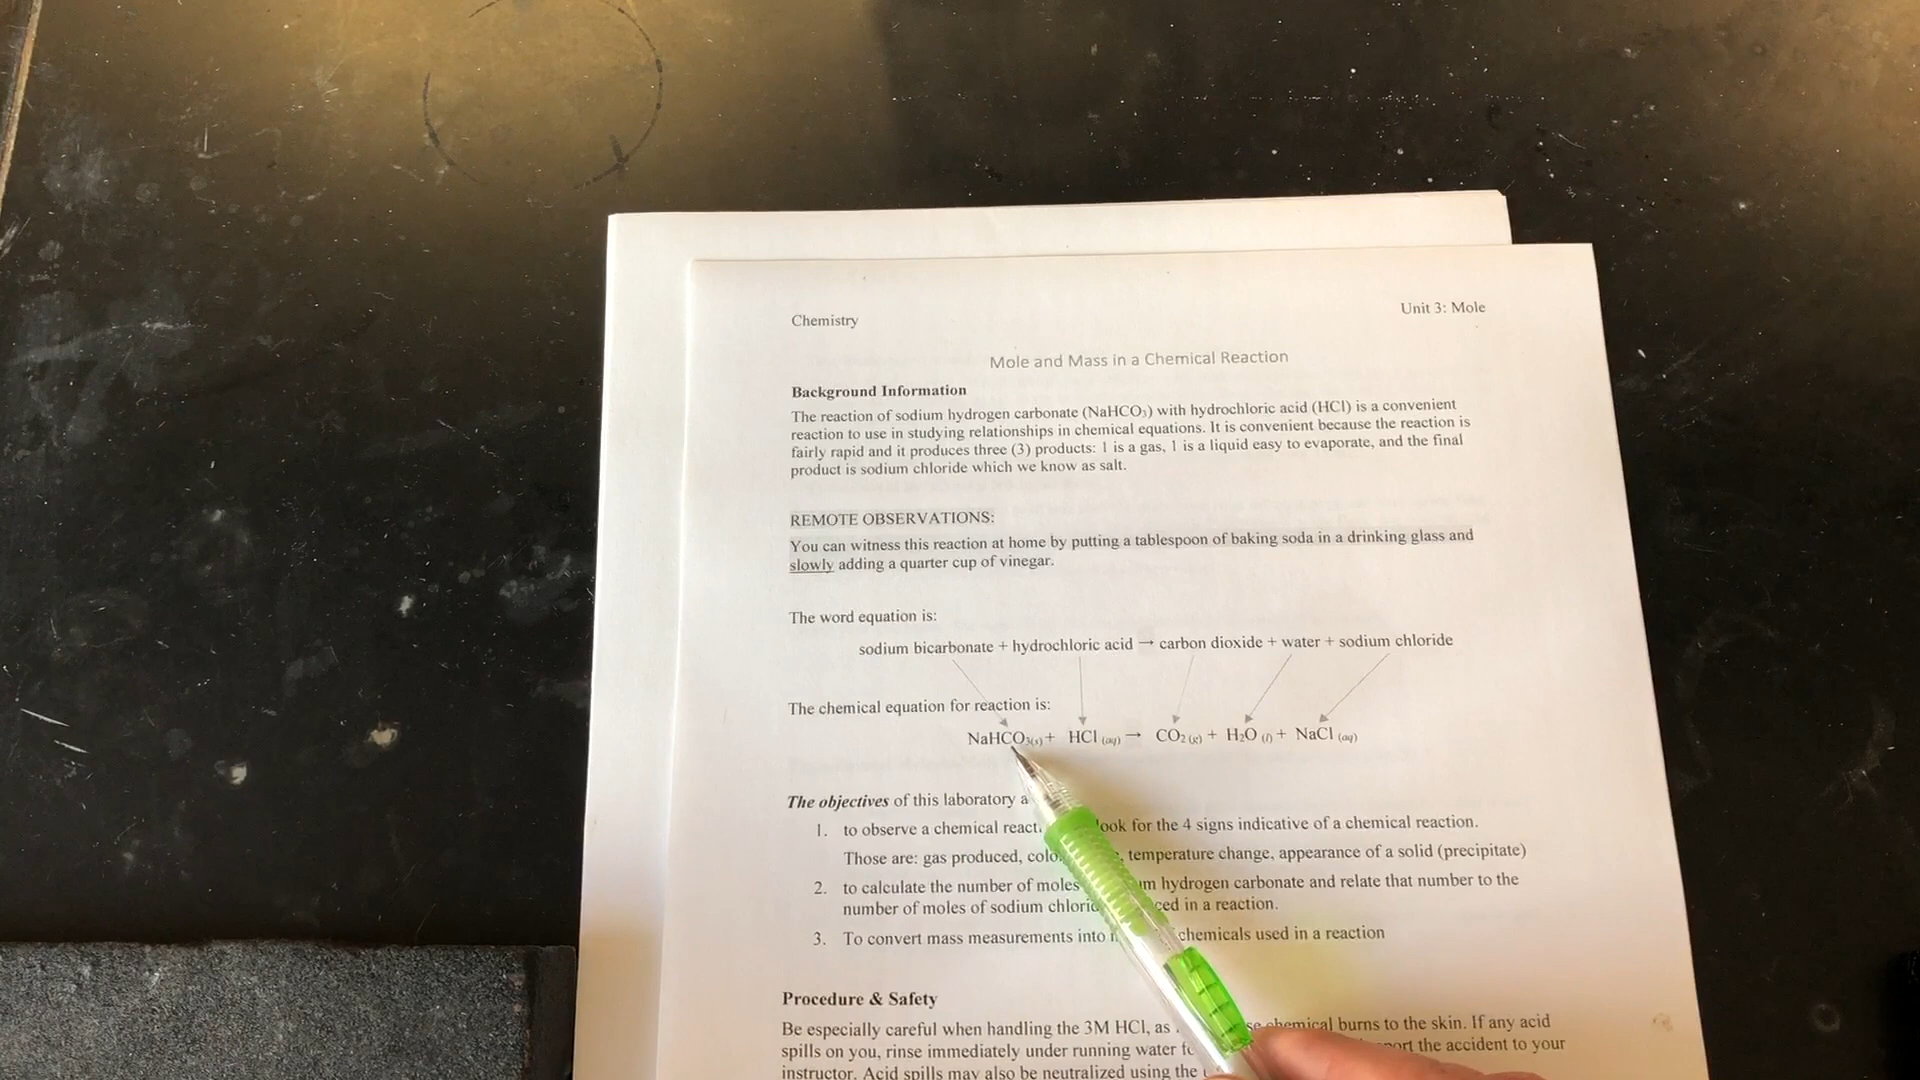 Chemistry
Unit 3: Mole
Mole and Mass in a Chemical Reaction
Background Information
The reaction of sodium hydrogen carbonate (NaHCO₃) with hydrochloric acid (HCl) is a convenient
reaction to use in studying relationships in chemical equations. It is convenient because the reaction is
fairly rapid and it produces three (3) products: 1 is a gas, 1 is a liquid easy to evaporate, and the final
product is sodium chloride which we know as salt.
REMOTE OBSERVATIONS:
You can witness this reaction at home by putting a tablespoon of baking soda in a drinking glass and
slowly adding a quarter cup of vinegar.
The word equation is:
sodium bicarbonate + hydrochloric acid → carbon dioxide + water + sodium chloride
The chemical equation for reaction is:
NaHCO₃(s) + HCl (aq) → CO₂ (g) + H₂O (l) + NaCl (aq)
The objectives of this laboratory
1. to observe a chemical look for the 4 signs indicative of a chemical reaction.
Those are: gas produced, temperature change, appearance of a solid (precipitate)
2. to calculate the number of moles hydrogen carbonate and relate that number to the
number of moles of sodium in a reaction.
3. To convert mass measurements into chemicals used in a reaction
Procedure & Safety
Be especially careful when handling the 3M HCl, as chemical burns to the skin. If any acid
spills on you, rinse immediately under running water the accident to your
instructor. Acid spills may also be neutralized using the